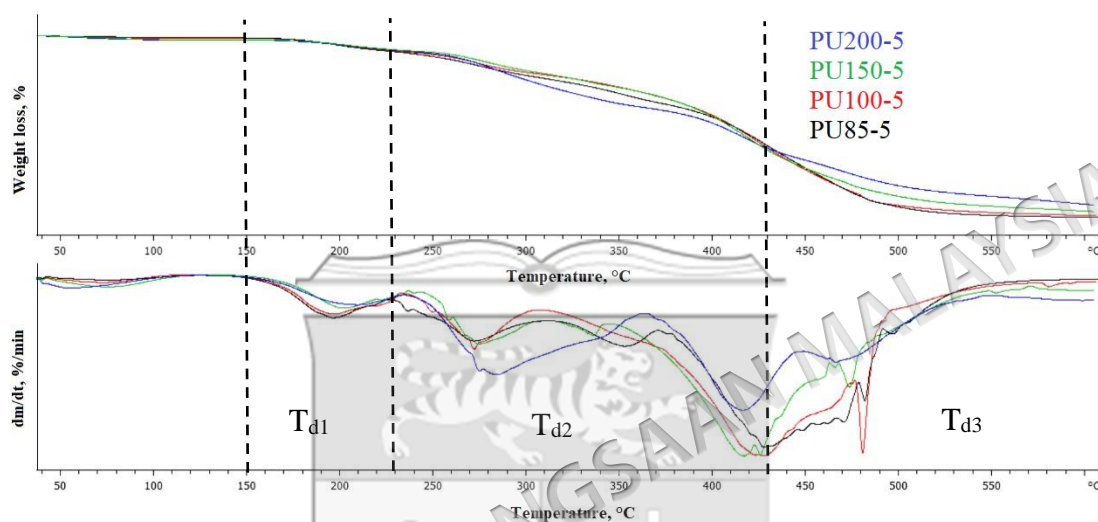 PU200-5
PU150-5
PU100-5
PU85-5
Weight loss, %
50 100 150 200 250 300 350 400 450 500 550 °C
Temperature, °C
dm/dt, %/min
Td1
Td2
Td3
50 100 150 200 250 300 350 400 450 500 550 °C
Temperature, °C
NGSAAN MALAYSIA